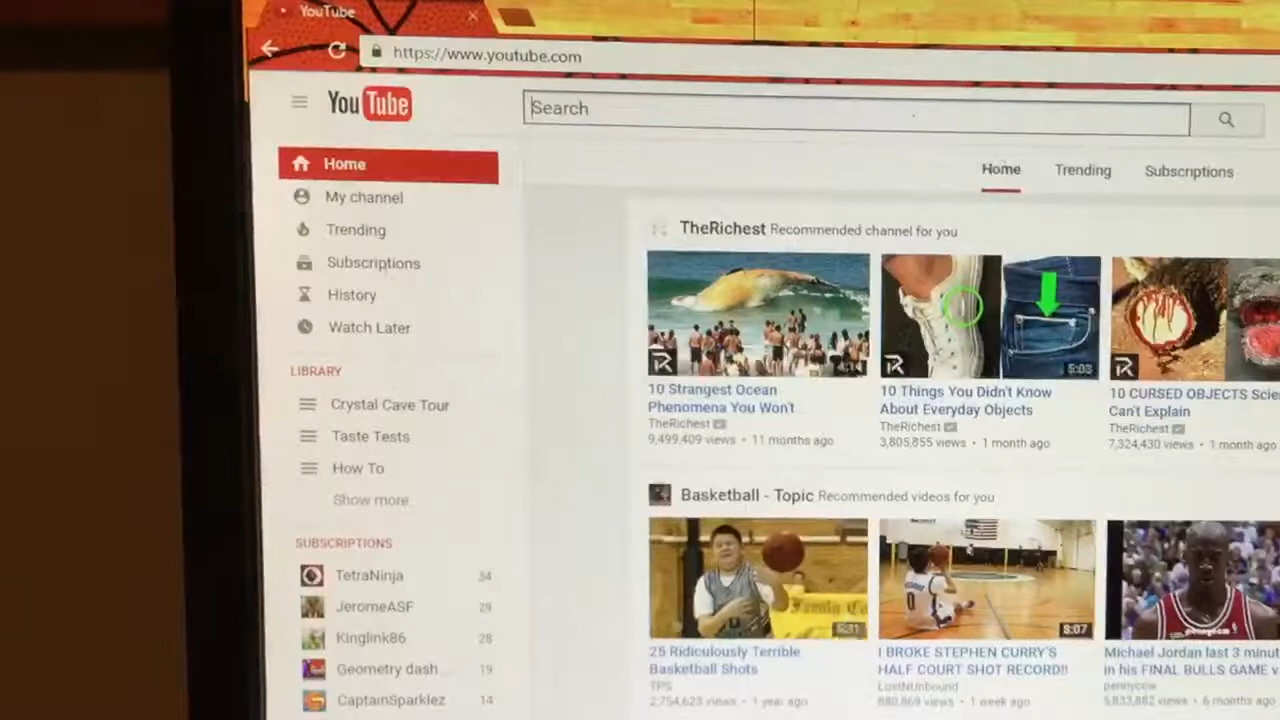 YouTube
https://www.youtube.com
YouTube
Search
Home
My channel
Trending
Subscriptions
History
Watch Later
LIBRARY
Crystal Cave Tour
Taste Tests
How To
Show more
SUBSCRIPTIONS
TetraNinja 34
JeromeASF 29
Kinglink86 28
Geometry dash... 19
CaptainSparklez 14
Home Trending Subscriptions
TheRichest Recommended channel for you
10 Strangest Ocean
Phenomena You Won't
TheRichest
9,499,409 views • 11 months ago
5:03
10 Things You Didn't Know
About Everyday Objects
TheRichest
3,805,855 views • 1 month ago
10 CURSED OBJECTS Scie
Can't Explain
TheRichest
7,324,430 views • 1 month
Basketball - Topic Recommended videos for you
25 Ridiculously Terrible
Basketball Shots
TPS
2,754,623 views • 1 year ago
0
8:07
I BROKE STEPHEN CURRY'S
HALF COURT SHOT RECORD!!
LostNUnbound
880,869 views • 1 week ago
Michael Jordan last 3 minut
in his FINAL BULLS GAME v
pennyccw
5,833,882 views • 6 months ago